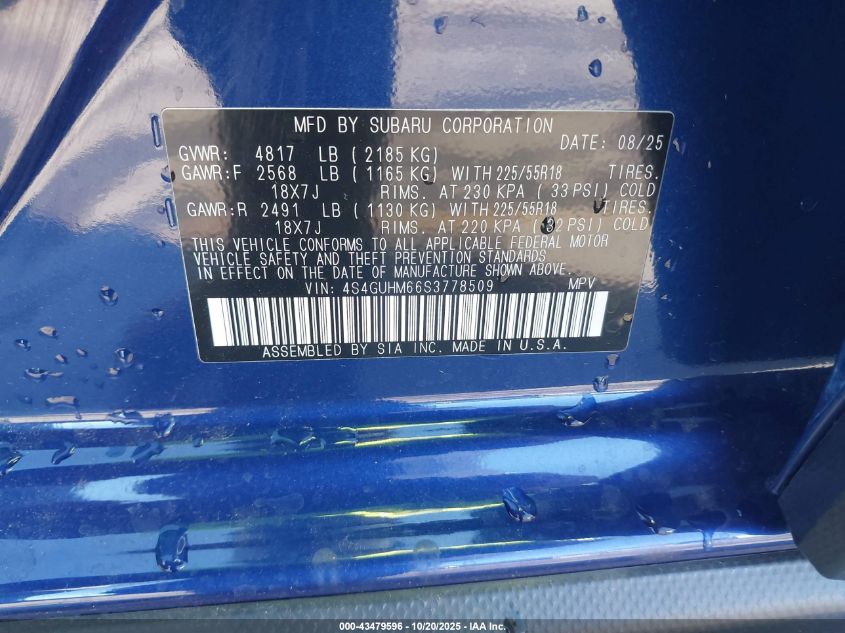 MFD BY SUBARU CORPORATION DATE: 08/25
GVWR: 4817 LB ( 2185 KG)
GAWR:F 2568 LB ( 1165 KG) WITH 225/55R18 TIRES.
18X7J RIMS. AT 230 KPA ( 33 PSI) COLD
GAWR:R 2491 LB ( 1130 KG) WITH 225/55R18 TIRES.
18X7J RIMS. AT 220 KPA ( 32 PSI) COLD
THIS VEHICLE CONFORMS TO ALL APPLICABLE FEDERAL MOTOR
VEHICLE SAFETY AND THEFT PREVENTION STANDARDS
IN EFFECT ON THE DATE OF MANUFACTURE SHOWN ABOVE.
VIN: 4S4GUHM66S3778509 MPV
ASSEMBLED BY SIA INC. MADE IN U.S.A.
000-43479596 - 10/20/2025 - IAA Inc.